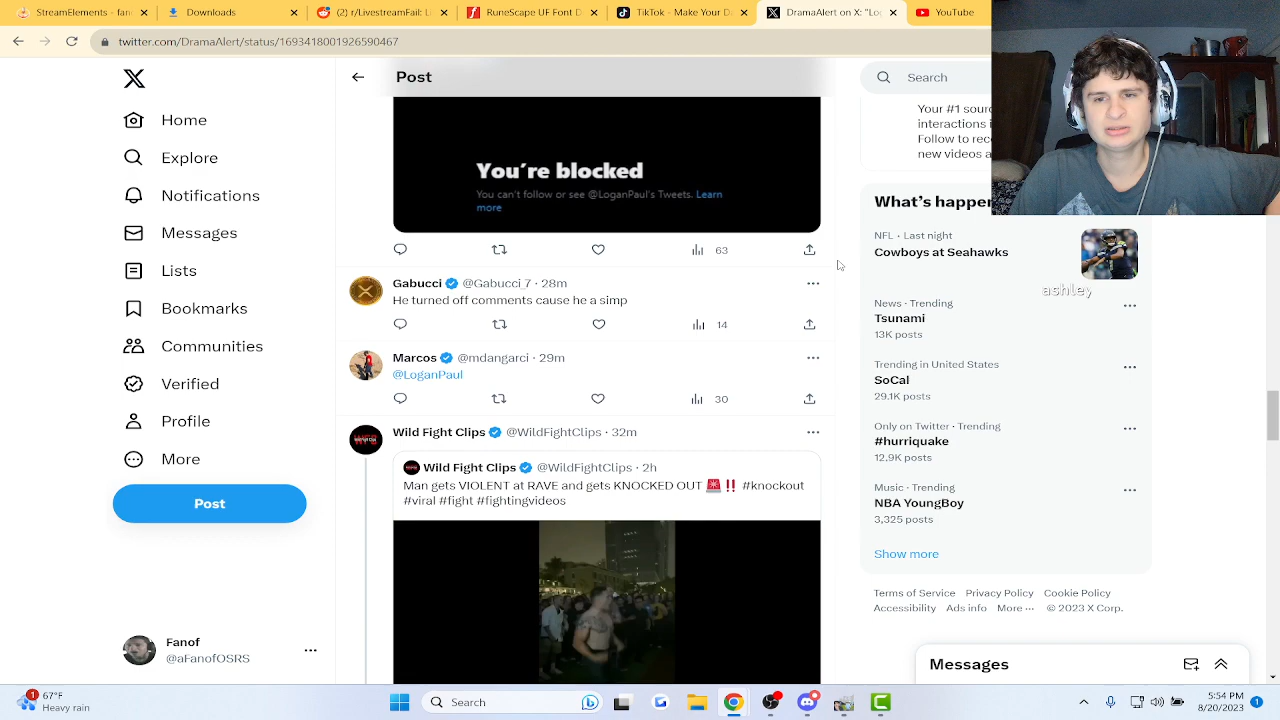 StreamElements - fan
Downloads
(2) /LivestreamFail: L
RuneScape UF Font D
TikTok - Make Your D
DramaAlert on X: "Lo
YouTube
twitter.com/DramaAlert/status/1693418001926590467
Post
Search
Home
Explore
Notifications
Messages
Lists
Bookmarks
Communities
Verified
Profile
More
Post
Fanof
@aFanofOSRS
You're blocked
You can't follow or see @LoganPaul's Tweets. Learn
more
63
Gabucci @Gabucci_7 · 28m
He turned off comments cause he a simp
14
Marcos @mdangarci · 29m
@LoganPaul
30
Wild Fight Clips @WildFightClips · 32m
Wild Fight Clips @WildFightClips · 2h
Man gets VIOLENT at RAVE and gets KNOCKED OUT 🚨‼️ #knockout
#viral #fight #fightingvideos
Your #1 sourc
interactions i
Follow to rece
new videos a
What's happen
NFL · Last night
Cowboys at Seahawks
ashley
News · Trending
Tsunami
13K posts
Trending in United States
SoCal
29.1K posts
Only on Twitter · Trending
#hurriquake
12.9K posts
Music · Trending
NBA YoungBoy
3,325 posts
Show more
Terms of Service Privacy Policy Cookie Policy
Accessibility Ads info More ··· © 2023 X Corp.
Messages
1
67°F
Heavy rain
Search
5:54 PM
8/20/2023
1